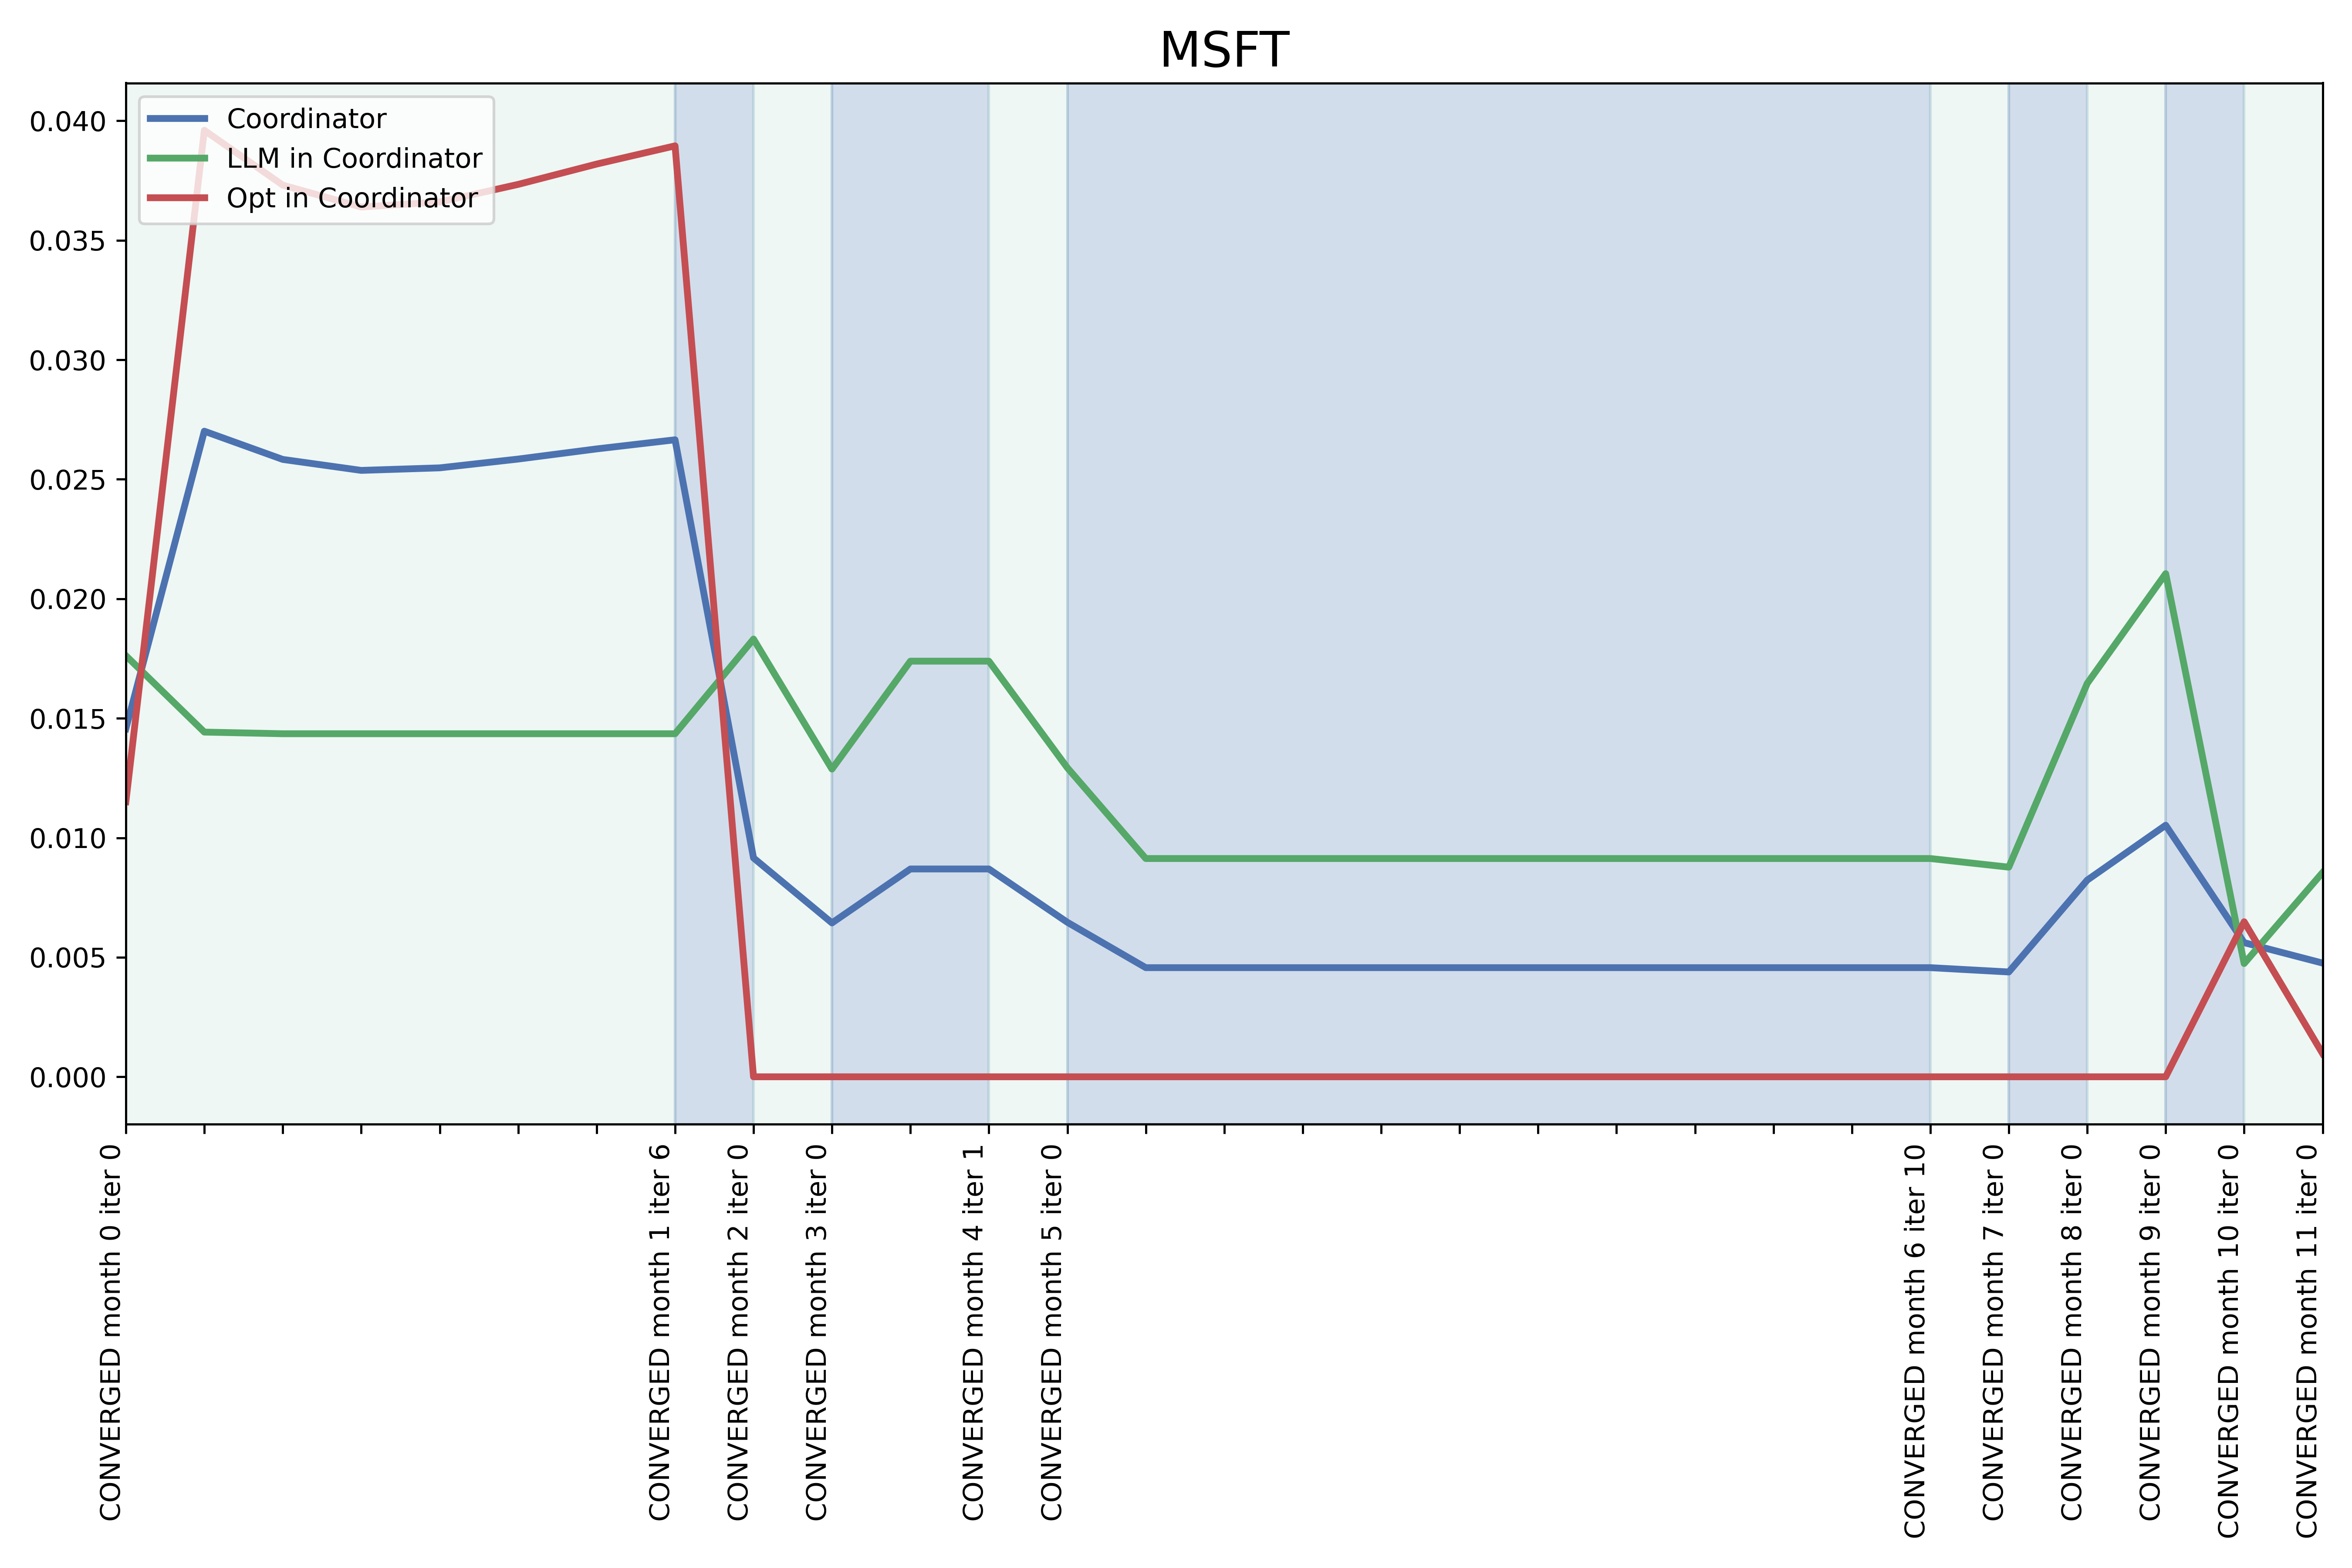 MSFT
Coordinator
LLM in Coordinator
Opt in Coordinator
0.040
0.035
0.030
0.025
0.020
0.015
0.010
0.005
0.000
CONVERGED month 0 iter 0
CONVERGED month 1 iter 6
CONVERGED month 2 iter 0
CONVERGED month 3 iter 0
CONVERGED month 4 iter 1
CONVERGED month 5 iter 0
CONVERGED month 6 iter 10
CONVERGED month 7 iter 0
CONVERGED month 8 iter 0
CONVERGED month 9 iter 0
CONVERGED month 10 iter 0
CONVERGED month 11 iter 0